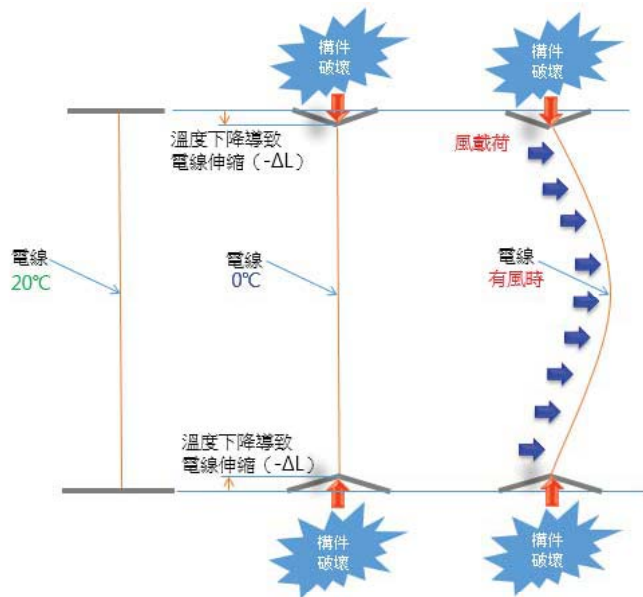 構件
破壞
構件
破壞
溫度下降導致
電線伸縮（-ΔL）
風載荷
電線
20℃
電線
0℃
電線
有風時
溫度下降導致
電線伸縮（-ΔL）
構件
破壞
構件
破壞